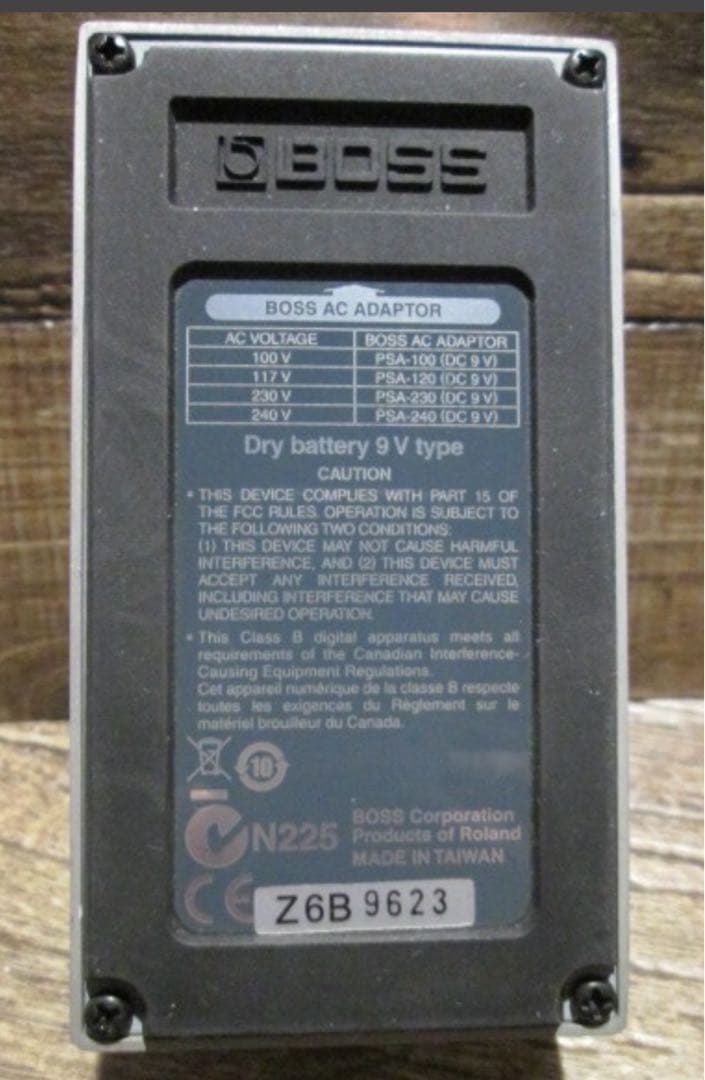 BOSS
BOSS AC ADAPTOR
AC VOLTAGE BOSS AC ADAPTOR
100 V PSA-100 (DC 9 V)
117 V PSA-120 (DC 9 V)
230 V PSA-230 (DC 9 V)
240 V PSA-240 (DC 9 V)
Dry battery 9 V type
CAUTION
• THIS DEVICE COMPLIES WITH PART 15 OF
THE FCC RULES. OPERATION IS SUBJECT TO
THE FOLLOWING TWO CONDITIONS:
(1) THIS DEVICE MAY NOT CAUSE HARMFUL
INTERFERENCE, AND (2) THIS DEVICE MUST
ACCEPT ANY INTERFERENCE RECEIVED,
INCLUDING INTERFERENCE THAT MAY CAUSE
UNDESIRED OPERATION.
• This Class B digital apparatus meets all
requirements of the Canadian Interference-
Causing Equipment Regulations.
Cet appareil numérique de la classe B respecte
toutes les exigences du Règlement sur le
matériel brouilleur du Canada.
10
N225
BOSS Corporation
Products of Roland
MADE IN TAIWAN
CE
Z6B 9623